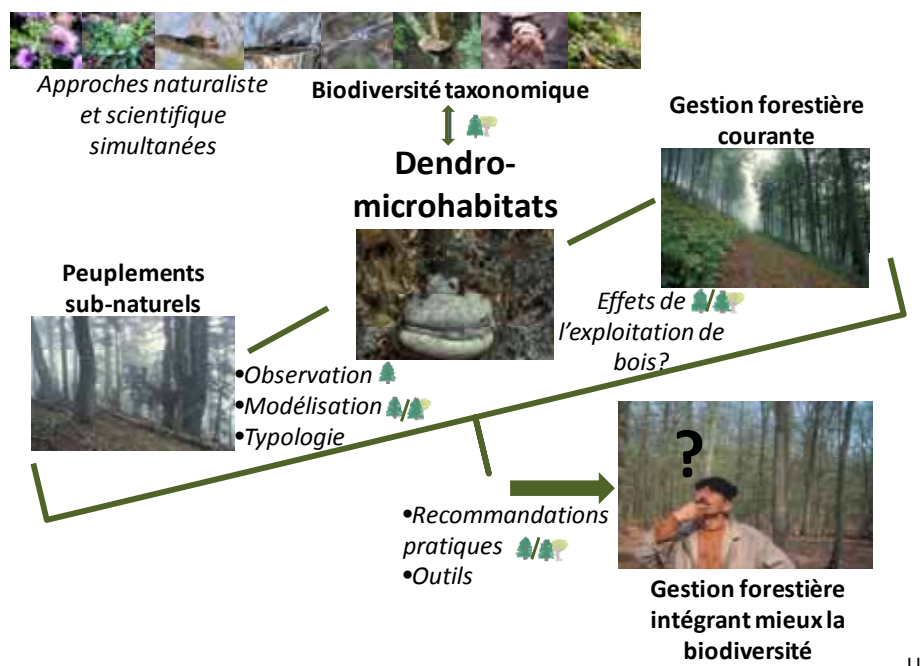 Approches naturaliste
et scientifique
simultanées
Biodiversité taxonomique
Gestion forestière
courante
Dendro-
microhabitats
Peuplements
sub-naturels
Effets de /
l'exploitation de
bois?
•Observation
•Modélisation /
•Typologie
?
•Recommandations
pratiques /
•Outils
Gestion forestière
intégrant mieux la
biodiversité